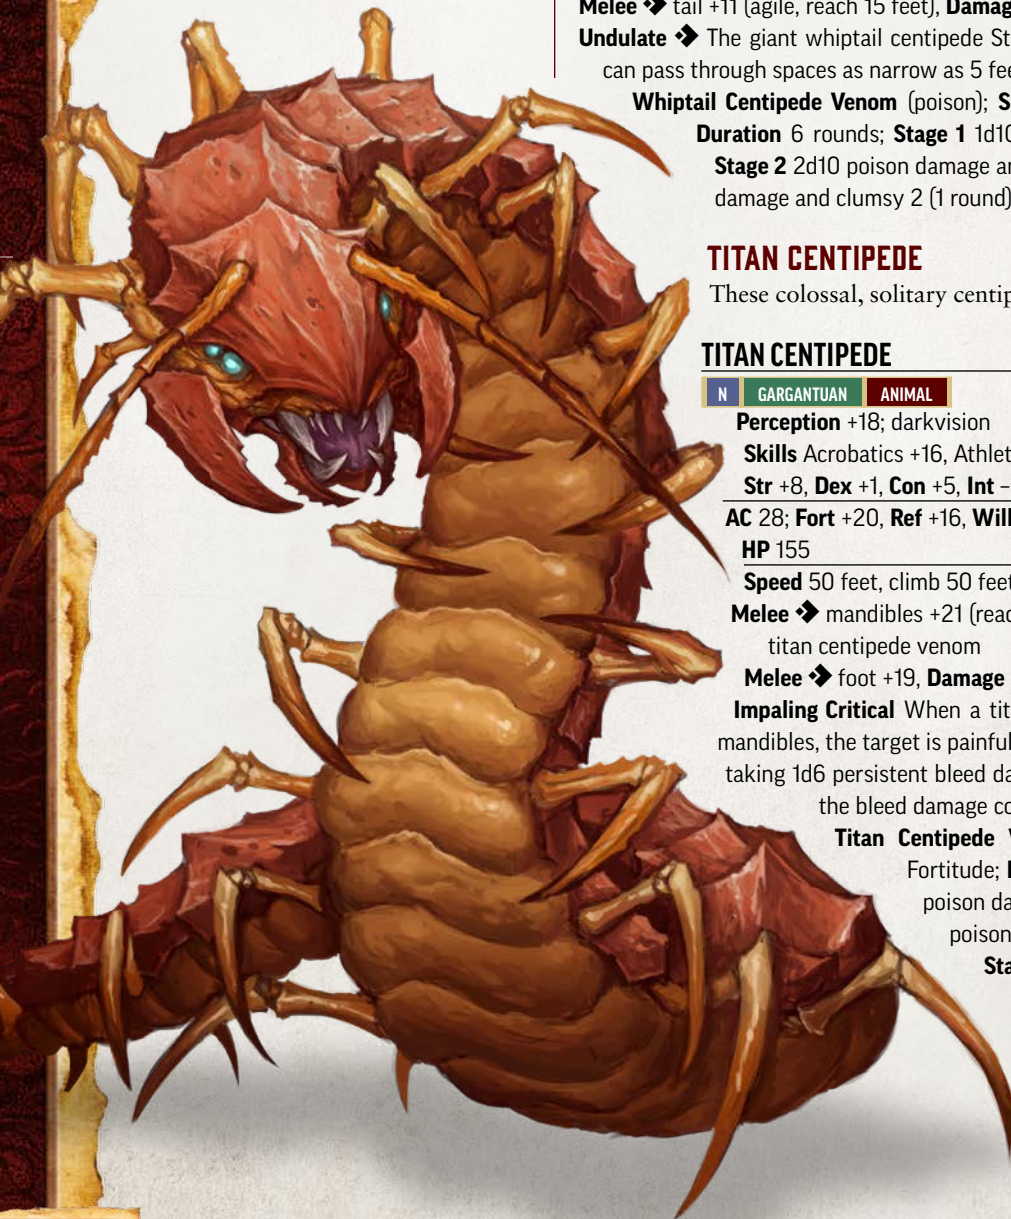 Melee ◆ tail +11 (agile, reach 15 feet), Damag
Undulate ◆ The giant whiptail centipede St
can pass through spaces as narrow as 5 fee
Whiptail Centipede Venom (poison); S
Duration 6 rounds; Stage 1 1d10
Stage 2 2d10 poison damage an
damage and clumsy 2 (1 round)
TITAN CENTIPEDE
These colossal, solitary centip
TITAN CENTIPEDE
N GARGANTUAN ANIMAL
Perception +18; darkvision
Skills Acrobatics +16, Athlet
Str +8, Dex +1, Con +5, Int –
AC 28; Fort +20, Ref +16, Will
HP 155
Speed 50 feet, climb 50 feet
Melee ◆ mandibles +21 (reac
titan centipede venom
Melee ◆ foot +19, Damage
Impaling Critical When a tit
mandibles, the target is painful
taking 1d6 persistent bleed da
the bleed damage co
Titan Centipede V
Fortitude;
poison da
poison
Sta